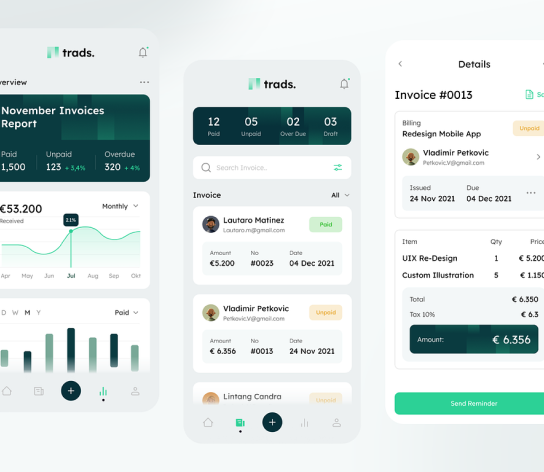 trads.
verview
November Invoices
Report
Paid
Unpaid
Overdue
1,500
123 + 3,4%
320 + 4%
€53.200
Received
Monthly
2.1%
Apr May Jun Jul Aug Sep Okt
D W M Y
Paid
trads.
12 05 02 03
Paid Unpaid Over Due Draft
Search Invoice..
Invoice
All
Lautaro Matinez
Lautaro.m@gmail.com
Paid
Amount No Date
€5.200 #0023 04 Dec 2021
Vladimir Petkovic
Petkovic.V@gmail.com
Unpaid
Amount No Date
€ 6.356 #0013 24 Nov 2021
Lintang Candra
Unpaid
Details
Invoice #0013
Billing
Redesign Mobile App
Unpaid
Vladimir Petkovic
Petkovic.V@gmail.com
Issued Due
24 Nov 2021 04 Dec 2021
Item Qty Price
UIX Re-Design 1 € 5.200
Custom Illustration 5 € 1.150
Total € 6.350
Tax 10% € 6.3
Amount: € 6.356
Send Reminder